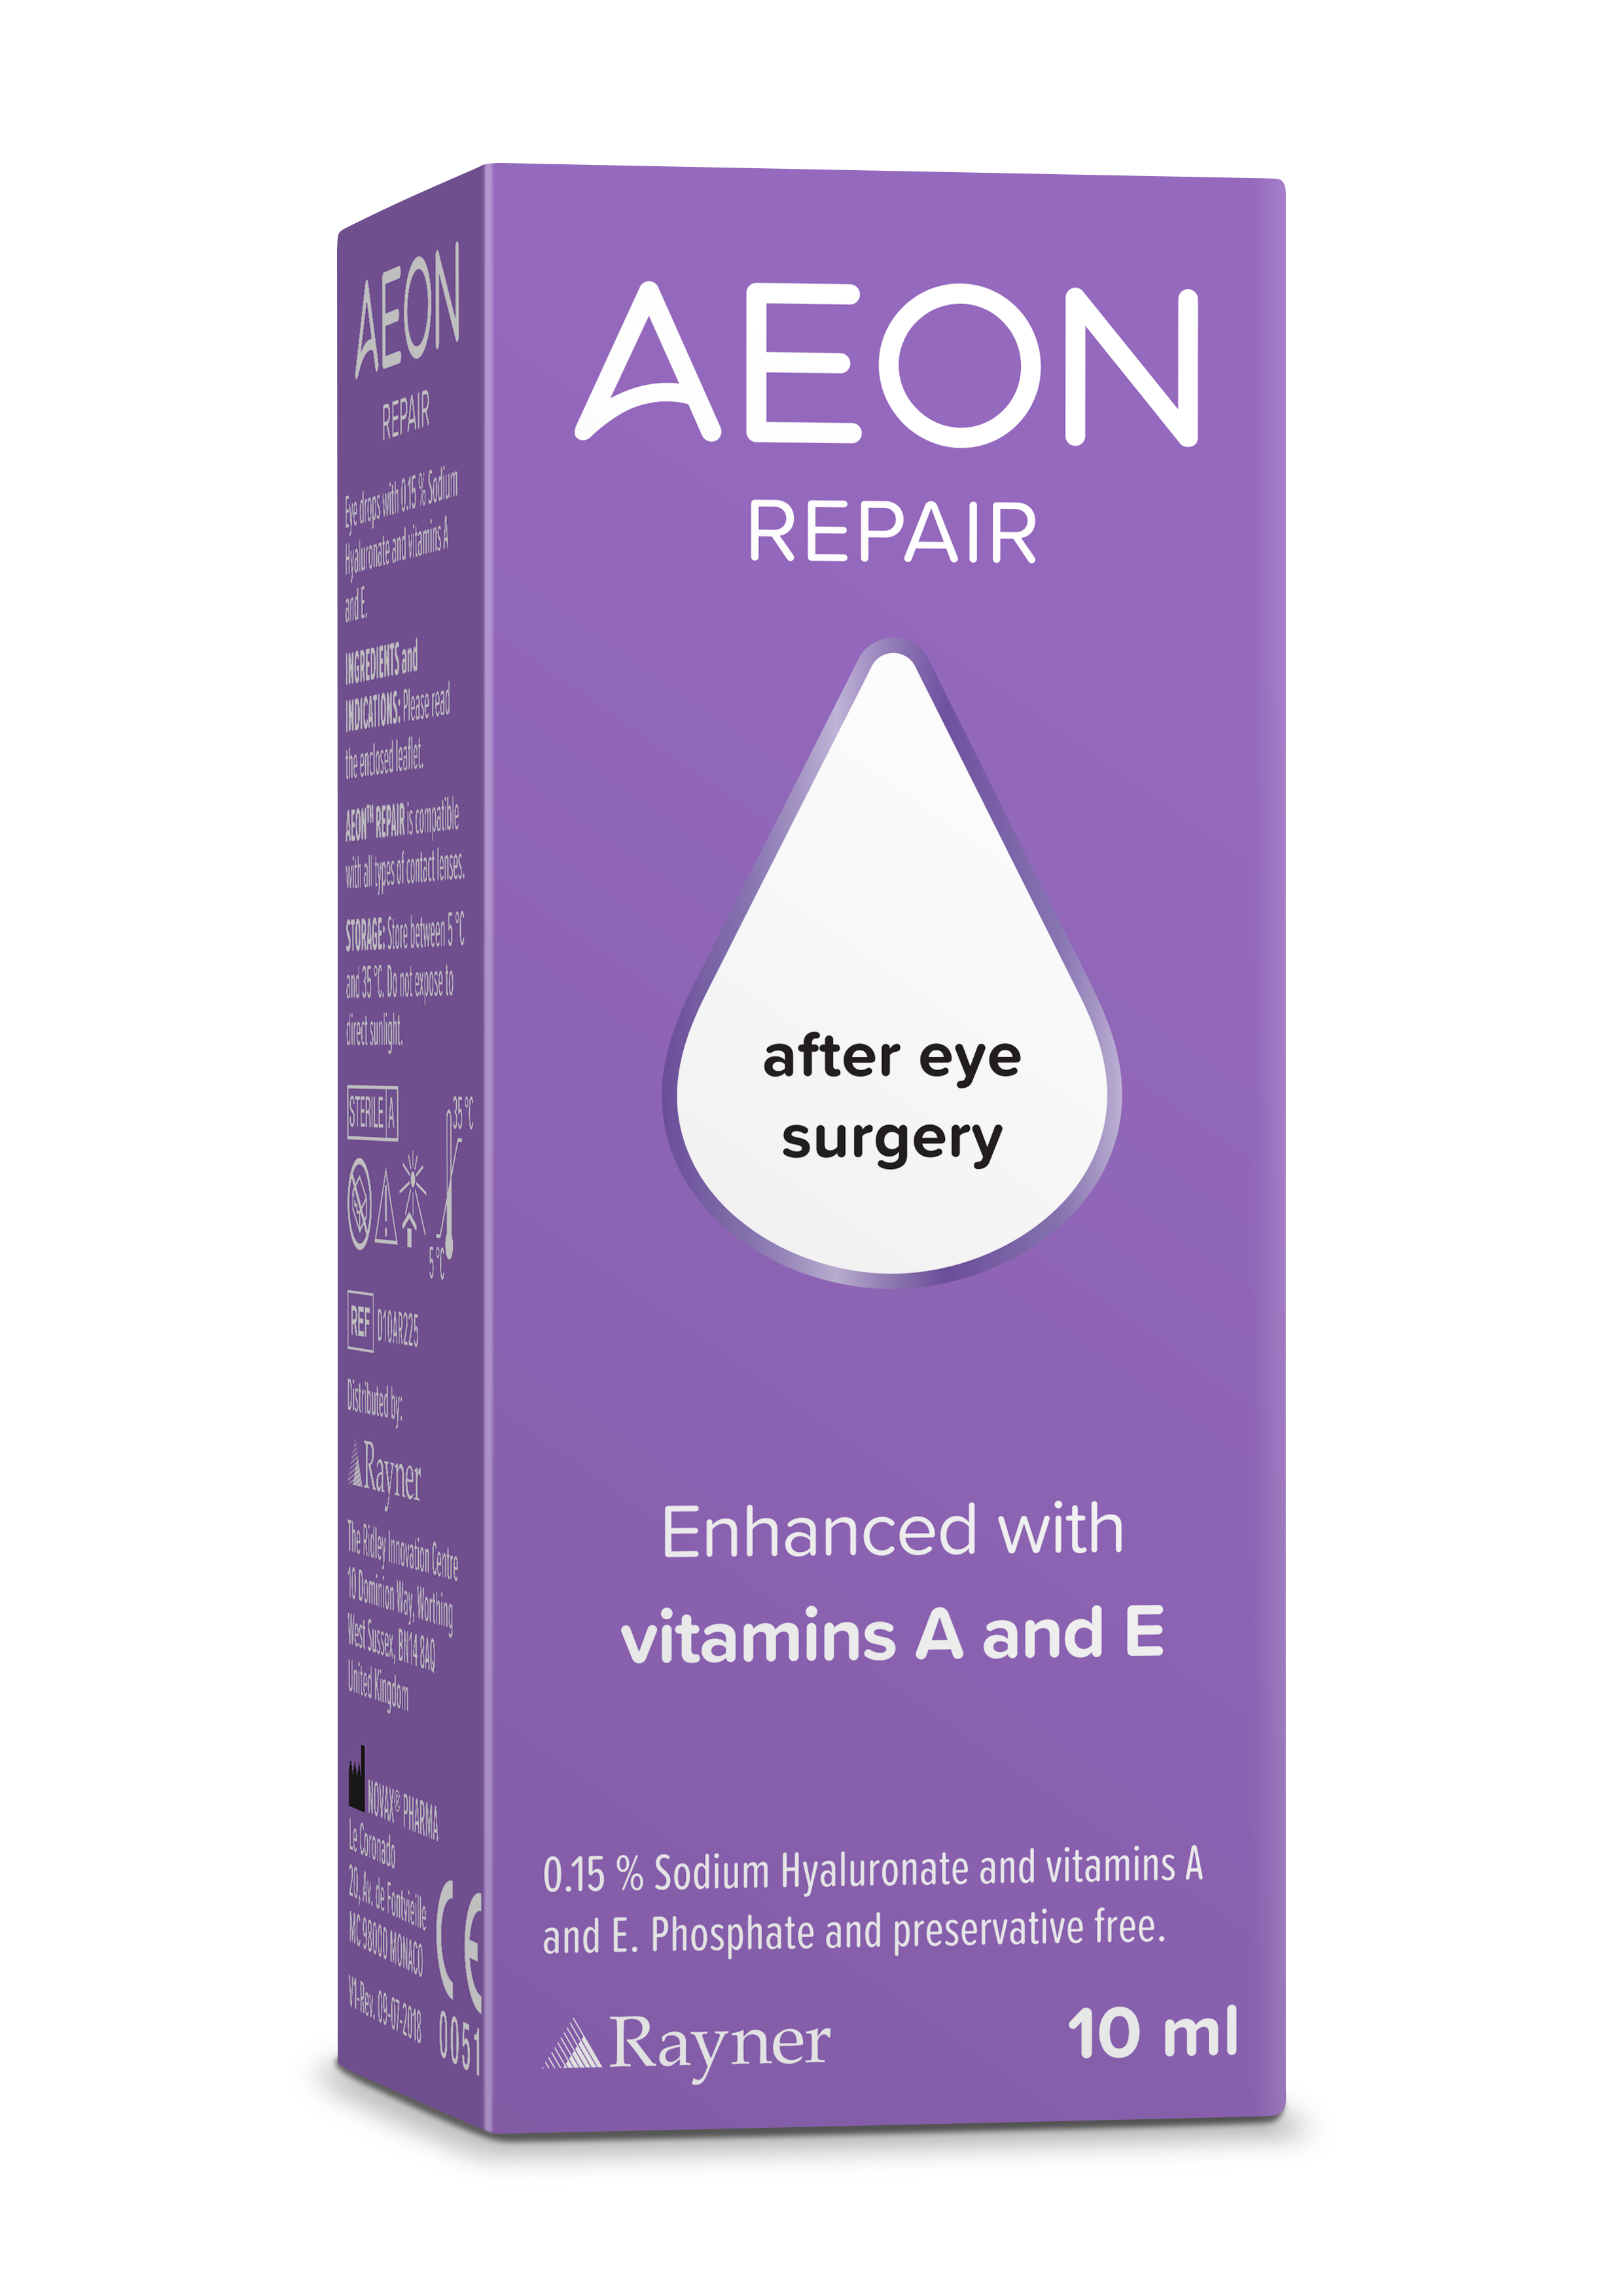 AEON
REPAIR
after eye
surgery
Enhanced with
vitamins A and E
0.15 % Sodium Hyaluronate and vitamins A
and E. Phosphate and preservative free.
Rayner
10 ml
AEON
REPAIR
Eye drops with 0.15 % Sodium
Hyaluronate and vitamins A
and E.
INGREDIENTS and
INDICATIONS: Please read
the enclosed leaflet.
AEON™ REPAIR is compatible
with all types of contact lenses.
STORAGE: Store between 5 °C
and 35 °C. Do not expose to
direct sunlight.
STERILE A
35 °C
5 °C
REF D10AR225
Distributed by:
Rayner
The Ridley Innovation Centre
10 Dominion Way, Worthing
West Sussex, BN14 8AQ
United Kingdom
NOVAX® PHARMA
Le Coronado
20, Av. de Fontvieille
MC 98000 MONACO
V1-Rev. 09-07-2018
CE
0051